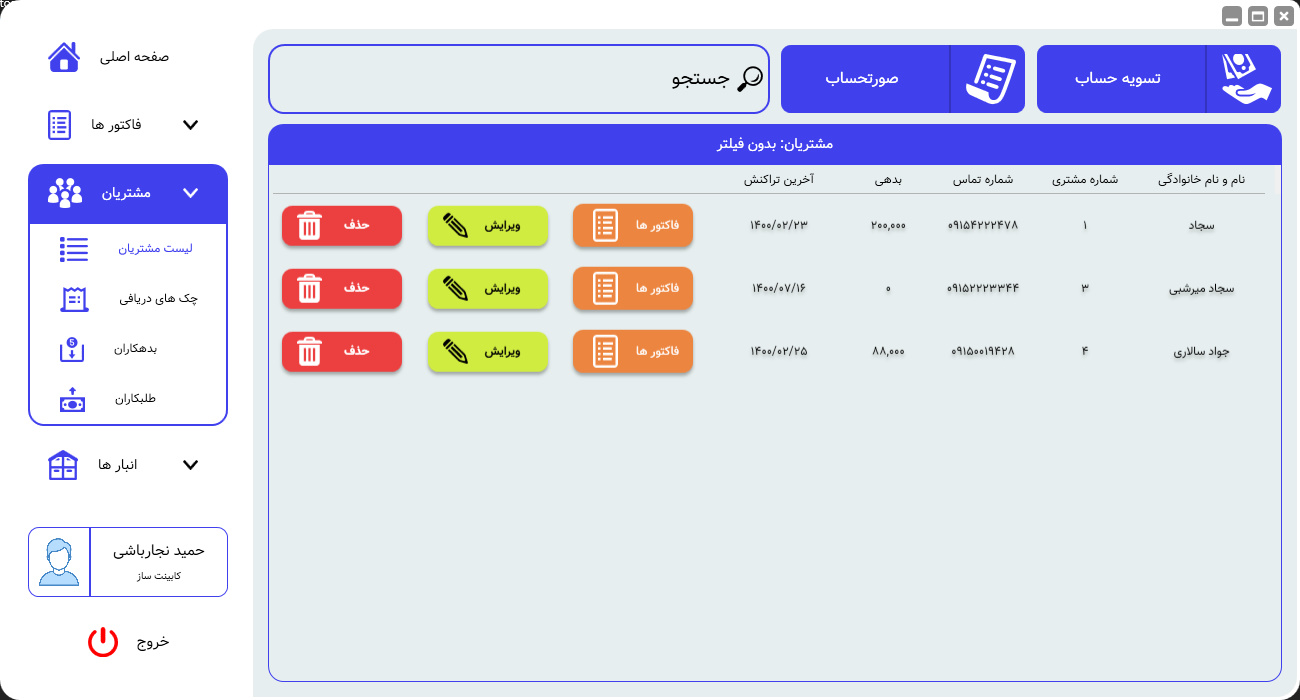 to
صفحه اصلی
فاکتور ها
مشتریان
لیست مشتریان
چک های دریافی
بدهکاران
طلبکاران
انبار ها
حمید نجارباشی
کابینت ساز
خروج
تسویه حساب
صورتحساب
جستجو
مشتریان: بدون فیلتر
نام و نام خانوادگی شماره مشتری شماره تماس بدهی آخرین تراکنش
سجاد ۱ ۰۹۱۵۴۲۲۲۴۷۸ ۲۰۰,۰۰۰ ۱۴۰۰/۰۲/۲۳ فاکتور ها ویرایش حذف
سجاد میرشبی ۳ ۰۹۱۵۲۲۲۳۳۴۴ ۰ ۱۴۰۰/۰۷/۱۶ فاکتور ها ویرایش حذف
جواد سالاری ۴ ۰۹۱۵۰۰۱۹۴۲۸ ۸۸,۰۰۰ ۱۴۰۰/۰۲/۲۵ فاکتور ها ویرایش حذف